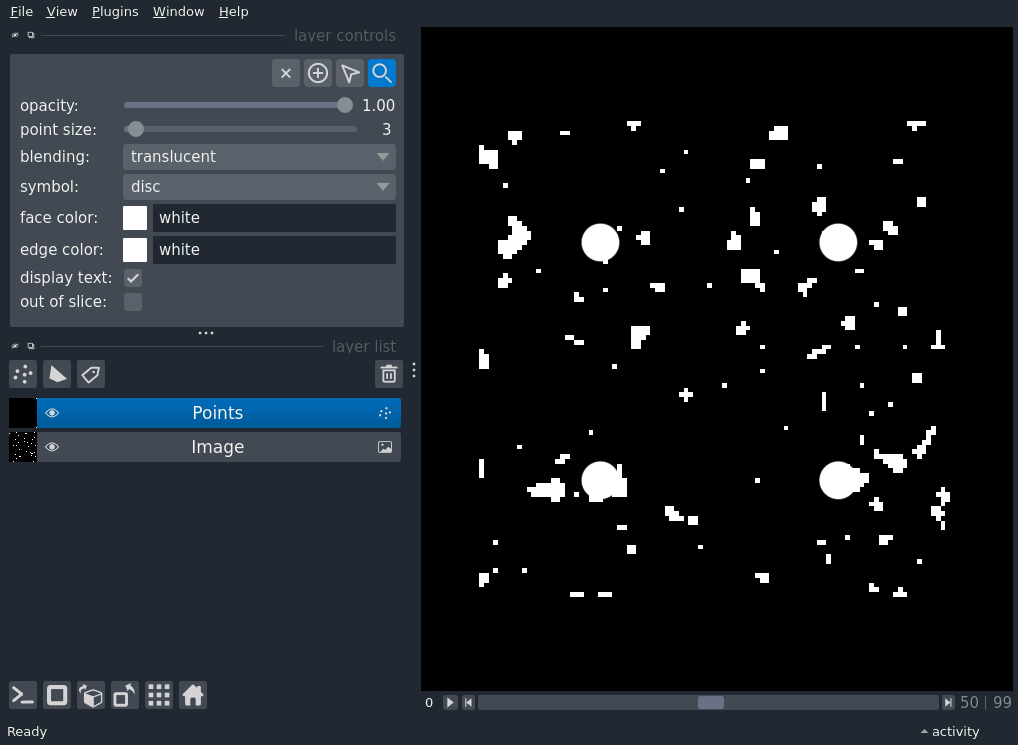 File View Plugins Window Help
layer controls
opacity: 1.00
point size: 3
blending: translucent
symbol: disc
face color: white
edge color: white
display text:
out of slice:
layer list
Points
Image
0 50 | 99
Ready activity